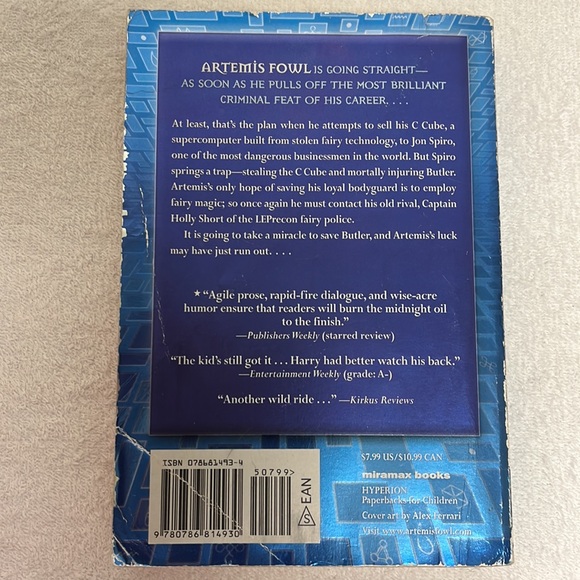 ARTEMIS FOWL IS GOING STRAIGHT—
AS SOON AS HE PULLS OFF THE MOST BRILLIANT
CRIMINAL FEAT OF HIS CAREER. . . .
At least, that's the plan when he attempts to sell his C Cube, a
supercomputer built from stolen fairy technology, to Jon Spiro,
one of the most dangerous businessmen in the world. But Spiro
springs a trap—stealing the C Cube and mortally injuring Butler.
Artemis's only hope of saving his loyal bodyguard is to employ
fairy magic; so once again he must contact his old rival, Captain
Holly Short of the LEPrecon fairy police.
It is going to take a miracle to save Butler, and Artemis's luck
may have just run out. . . .
★ “Agile prose, rapid-fire dialogue, and wise-acre
humor ensure that readers will burn the midnight oil
to the finish.”
—Publishers Weekly (starred review)
“The kid's still got it . . . Harry had better watch his back.”
—Entertainment Weekly (grade: A-)
“Another wild ride . . .” —Kirkus Reviews
ISBN 078681493-4
50799>
9 780786 814930
S EAN
$7.99 US/$10.99 CAN
miramax books
HYPERION
Paperbacks for Children
Cover art by Alex Ferrari
Visit www.artemisfowl.com